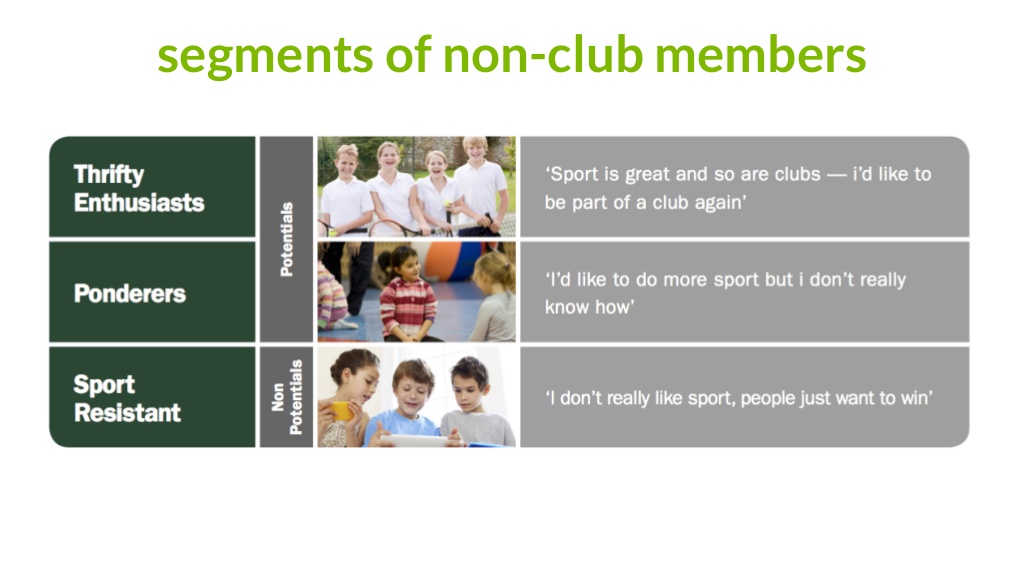 segments of non-club members
Thrifty
Enthusiasts
Potentials
‘Sport is great and so are clubs — i’d like to
be part of a club again’
Ponderers
‘I’d like to do more sport but i don’t really
know how’
Sport
Resistant
Non
Potentials
‘I don’t really like sport, people just want to win’